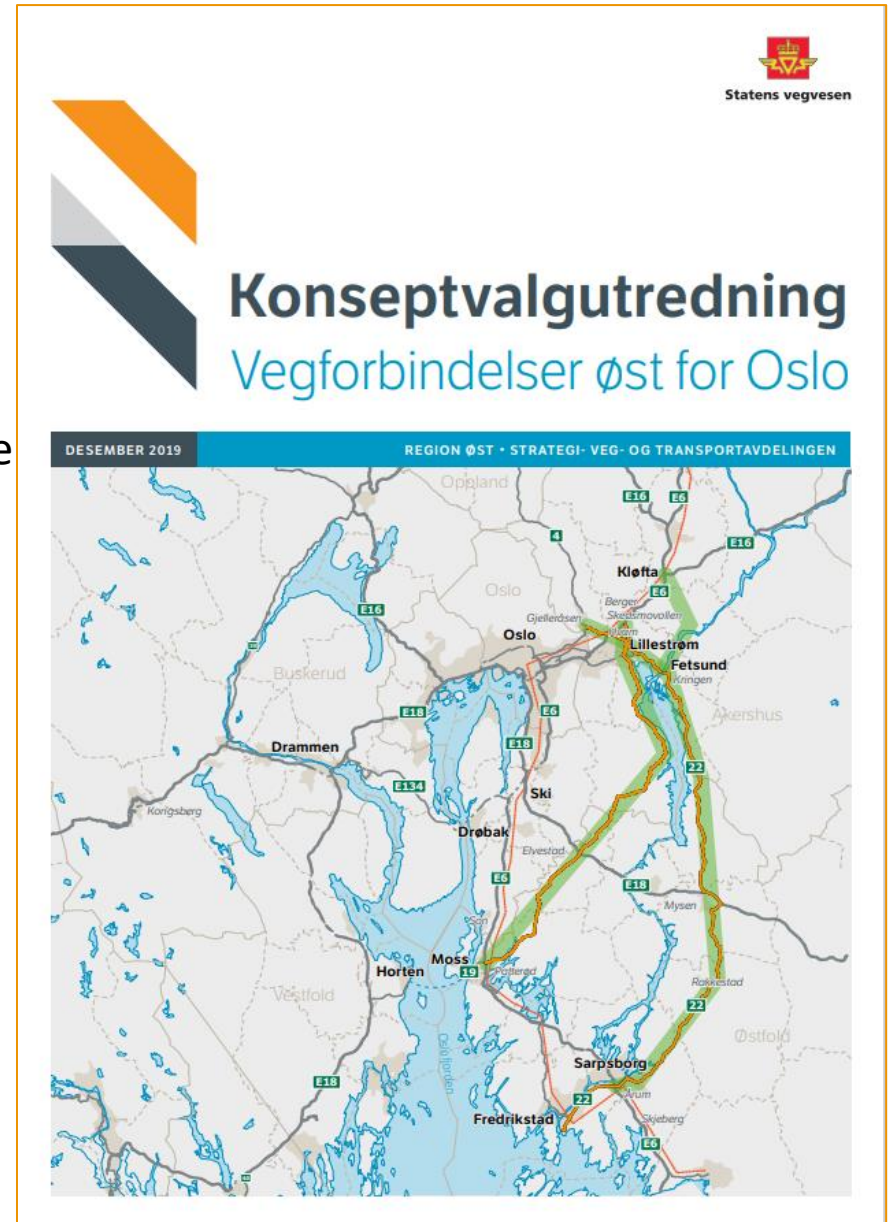 Statens vegvesen
Konseptvalgutredning
Vegforbindelser øst for Oslo
e
DESEMBER 2019
REGION ØST • STRATEGI- VEG- OG TRANSPORTAVDELINGEN
Oppland
E16
E6
4
E16
Kløfta
E6
Oslo
Berger
Skedsmovollen
Gjelleråsen
E16
Oslo
Lillestrøm
Fetsund
Kringen
Buskerud
Akershus
E18
E6
E18
22
Drammen
E134
Ski
Kongsberg
Drøbak
Elvestad
E6
E18
Mysen
Son
Moss
19
Patterød
Horten
Rakkestad
Vestfold
22
Østfold
Oslofjorden
Sarpsborg
E18
Årum
22
Fredrikstad
Skjeberg
E6